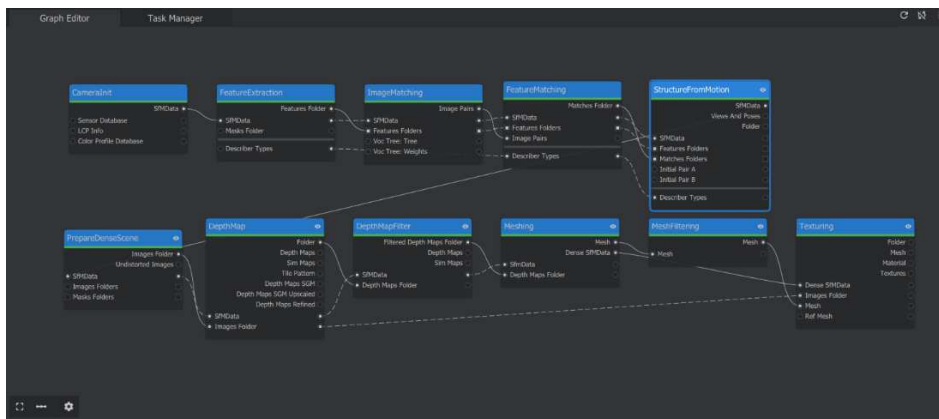 Graph Editor
Task Manager
CameraInit
SfMData
Sensor Database
LCP Info
Color Profile Database
FeatureExtraction
Features Folder
SfMData
Masks Folder
Describer Types
ImageMatching
Image Pairs
SfMData
Features Folders
Voc Tree: Tree
Voc Tree: Weights
FeatureMatching
Matches Folder
SfMData
Features Folders
Image Pairs
Describer Types
StructureFromMotion
SfMData
Views And Poses
Folder
SfMData
Features Folders
Matches Folders
Initial Pair A
Initial Pair B
Describer Types
PrepareDenseScene
Images Folder
Undistorted Images
SfMData
Images Folders
Masks Folders
DepthMap
Folder
Depth Maps
Sim Maps
Tile Pattern
Depth Maps SGM
Depth Maps SGM Upscaled
Depth Maps Refined
SfMData
Images Folder
DepthMapFilter
Filtered Depth Maps Folder
Depth Maps
Sim Maps
SfMData
Depth Maps Folder
Meshing
Mesh
Dense SfMData
SfmData
Depth Maps Folder
MeshFiltering
Mesh
Mesh
Texturing
Folder
Mesh
Material
Textures
Dense SfMData
Images Folder
Mesh
Ref Mesh